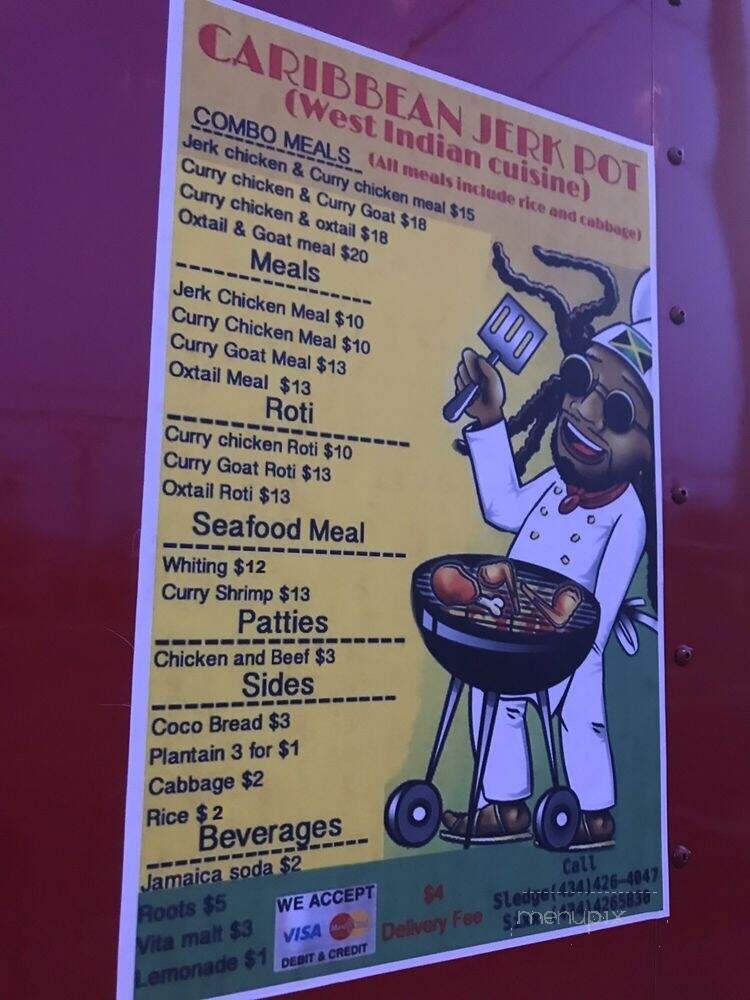 CARIBBEAN JERK POT
(West Indian cuisine)
(All meals include rice and cabbage)
COMBO MEALS
Jerk chicken & Curry chicken meal $15
Curry chicken & Curry Goat $18
Curry chicken & oxtail $18
Oxtail & Goat meal $20
Meals
Jerk Chicken Meal $10
Curry Chicken Meal $10
Curry Goat Meal $13
Oxtail Meal $13
Roti
Curry chicken Roti $10
Curry Goat Roti $13
Oxtail Roti $13
Seafood Meal
Whiting $12
Curry Shrimp $13
Patties
Chicken and Beef $3
Sides
Coco Bread $3
Plantain 3 for $1
Cabbage $2
Rice $2
Beverages
Jamaica soda $2
Roots $5
Vita malt $3
Lemonade $1
WE ACCEPT
VISA MasterCard
DEBIT & CREDIT
$4
Delivery Fee
Call
Sledge(434)426-4047
(434)4265836
menupix